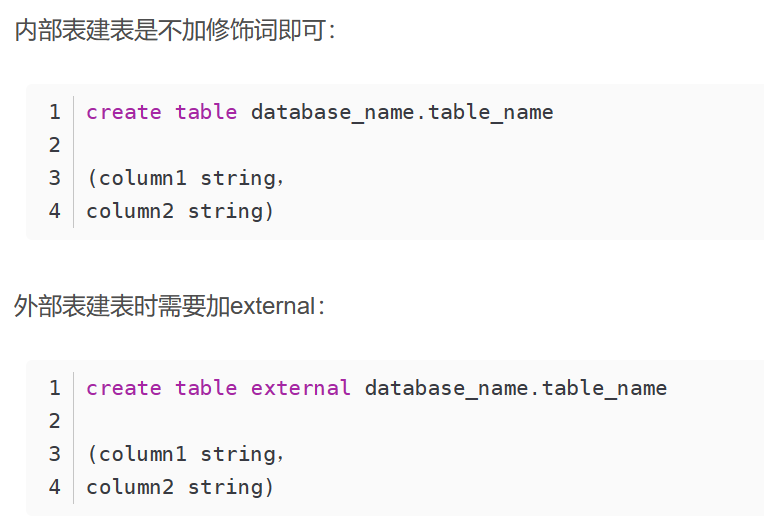 内部表建表是不加修饰词即可：
1 create table database_name.table_name
2
3 (column1 string，
4 column2 string)
外部表建表时需要加external：
1 create table external database_name.table_name
2
3 (column1 string，
4 column2 string)